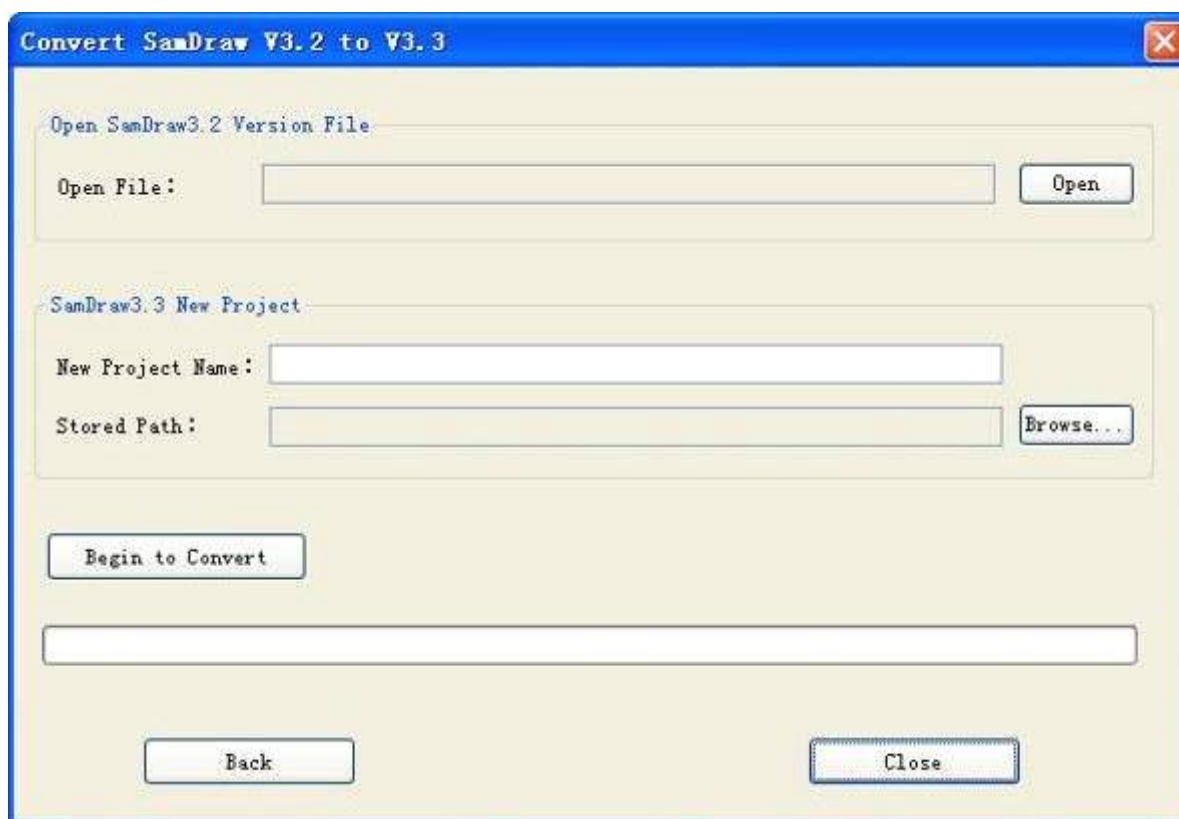 Convert SamDraw V3.2 to V3.3
Open SamDraw3.2 Version File
Open File:
Open
SamDraw3.3 New Project
New Project Name:
Stored Path:
Browse...
Begin to Convert
Back
Close